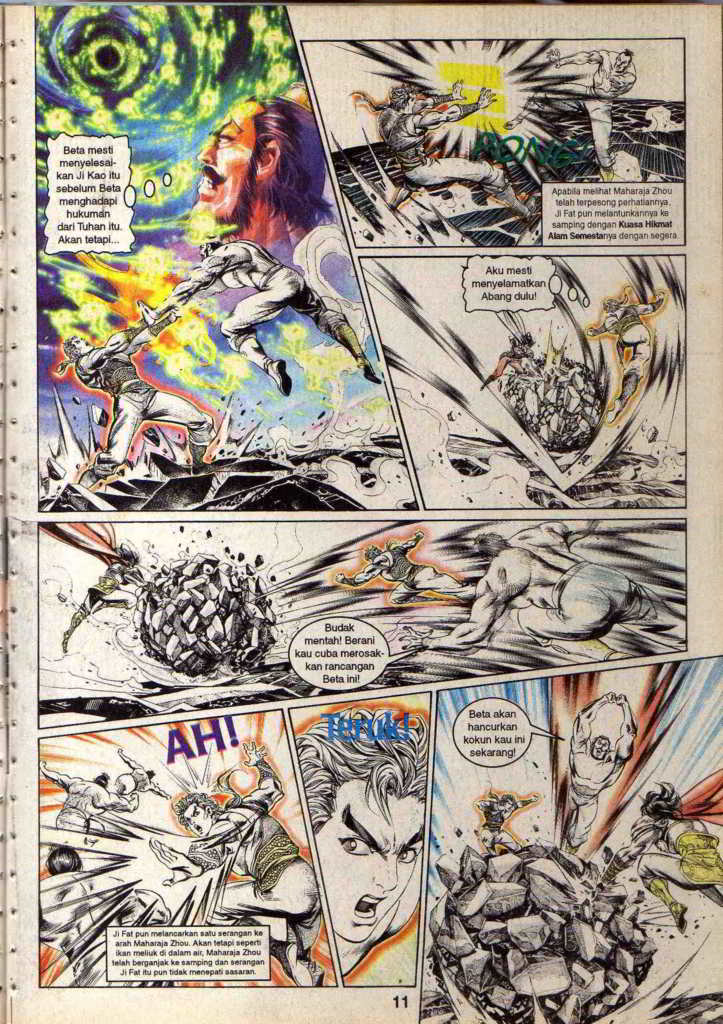 Beta mesti
menyelesai-
kan Ji Kao itu
sebelum Beta
menghadapi
hukuman
dari Tuhan itu.
Akan tetapi...
PONG!
Apabila melihat Maharaja Zhou
telah terpesong perhatiannya,
Ji Fat pun melantunkannya ke
samping dengan Kuasa Hikmat
Alam Semestanya dengan segera.
Aku mesti
menyelamatkan
Abang dulu!
Budak
mentah! Berani
kau cuba merosak-
kan rancangan
Beta ini!
AH!
Ji Fat pun melancarkan satu serangan ke
arah Maharaja Zhou. Akan tetapi seperti
ikan meliuk di dalam air, Maharaja Zhou
telah berganjak ke samping dan serangan
Ji Fat itu pun tidak menepati sasaran.
Teruk!
Beta akan
hancurkan
kokun kau ini
sekarang!
11